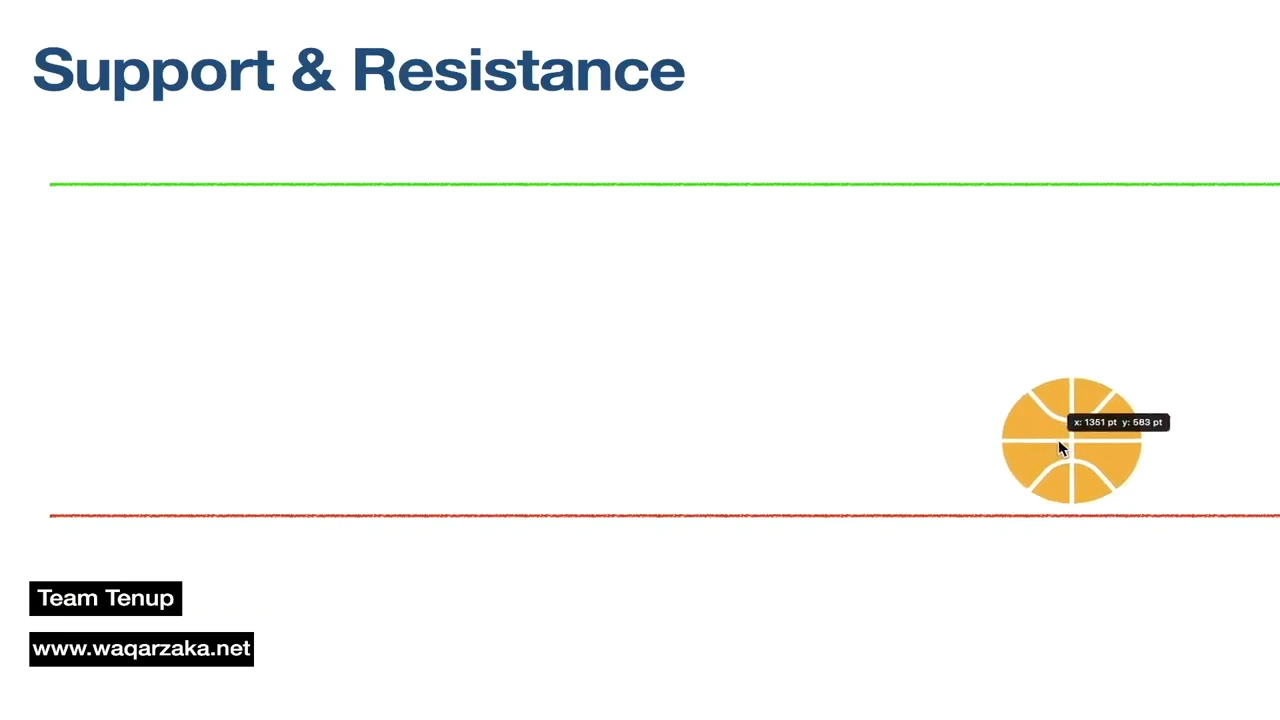 Support & Resistance
x: 1351 pt y: 583 pt
Team Tenup
www.waqarzaka.net